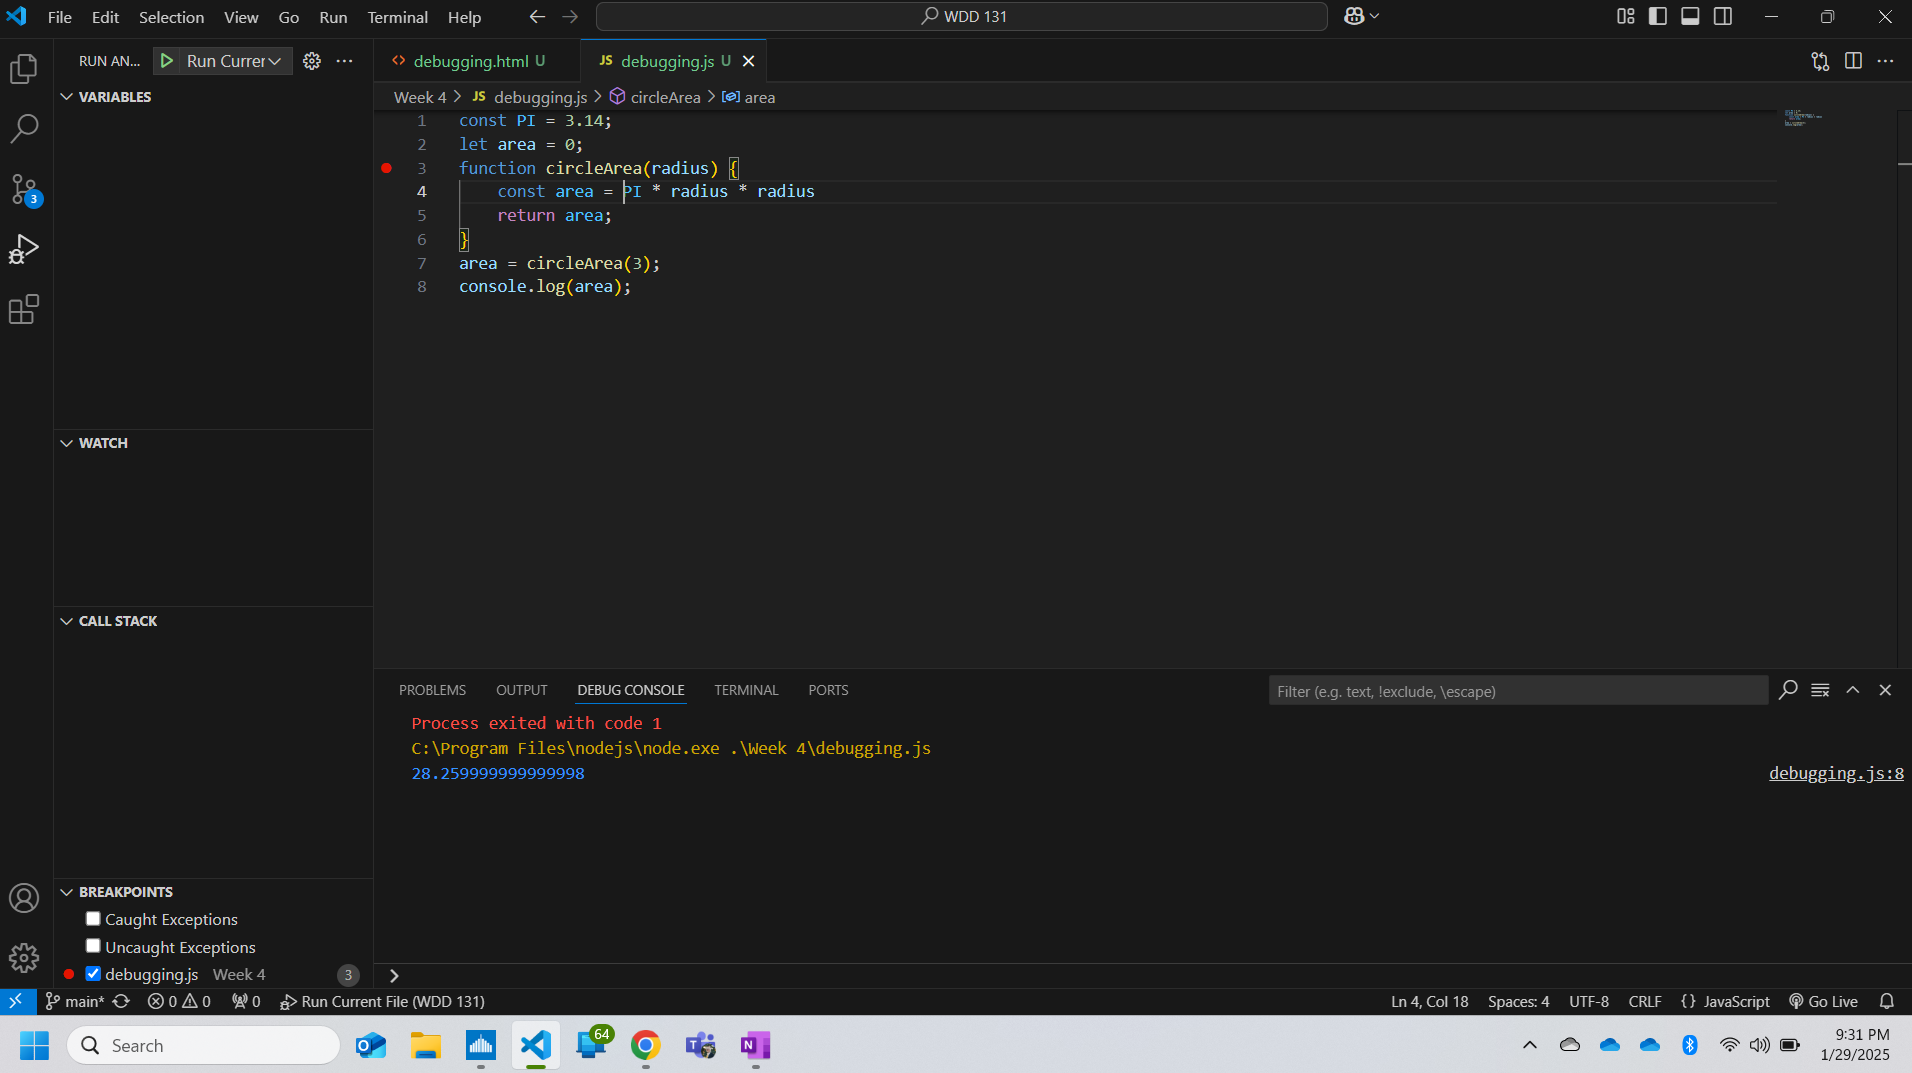 File Edit Selection View Go Run Terminal Help
WDD 131
RUN AN... Run Currer
debugging.html U
JS debugging.js U
VARIABLES
Week 4 > JS debugging.js > circleArea > area
1 const PI = 3.14;
2 let area = 0;
3 function circleArea(radius) {
4 const area = PI * radius * radius
5 return area;
6 }
7 area = circleArea(3);
8 console.log(area);
3
WATCH
CALL STACK
PROBLEMS OUTPUT DEBUG CONSOLE TERMINAL PORTS
Filter (e.g. text, !exclude, \escape)
Process exited with code 1
C:\Program Files\nodejs\node.exe .\Week 4\debugging.js
28.259999999999998 debugging.js:8
BREAKPOINTS
Caught Exceptions
Uncaught Exceptions
debugging.js Week 4 3
>
main* 0 0 0 Run Current File (WDD 131) Ln 4, Col 18 Spaces: 4 UTF-8 CRLF {} JavaScript Go Live
Search
64
9:31 PM
1/29/2025